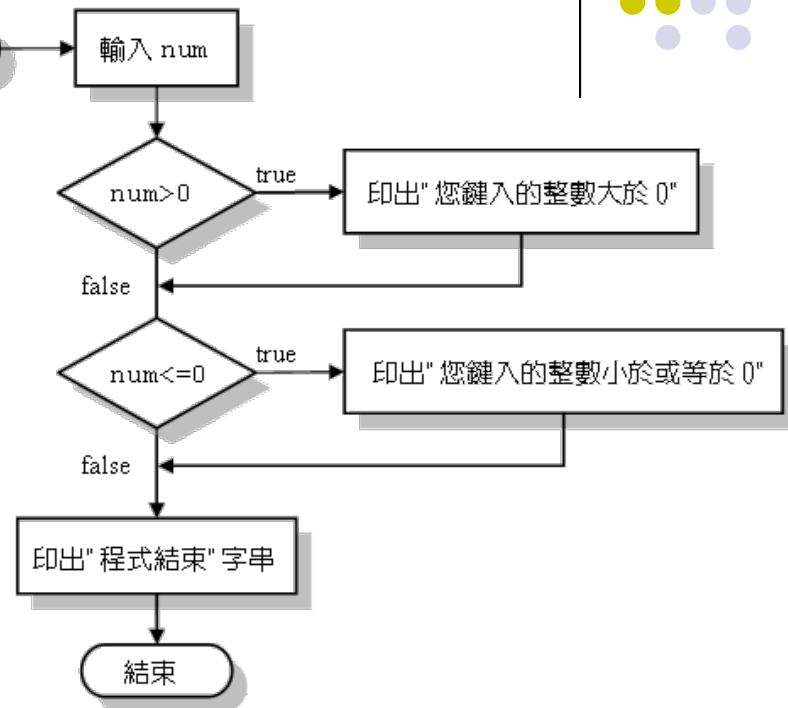 輸入 num
num>0
true
印出"您鍵入的整數大於 0"
false
num<=0
true
印出"您鍵入的整數小於或等於 0"
false
印出"程式結束"字串
結束